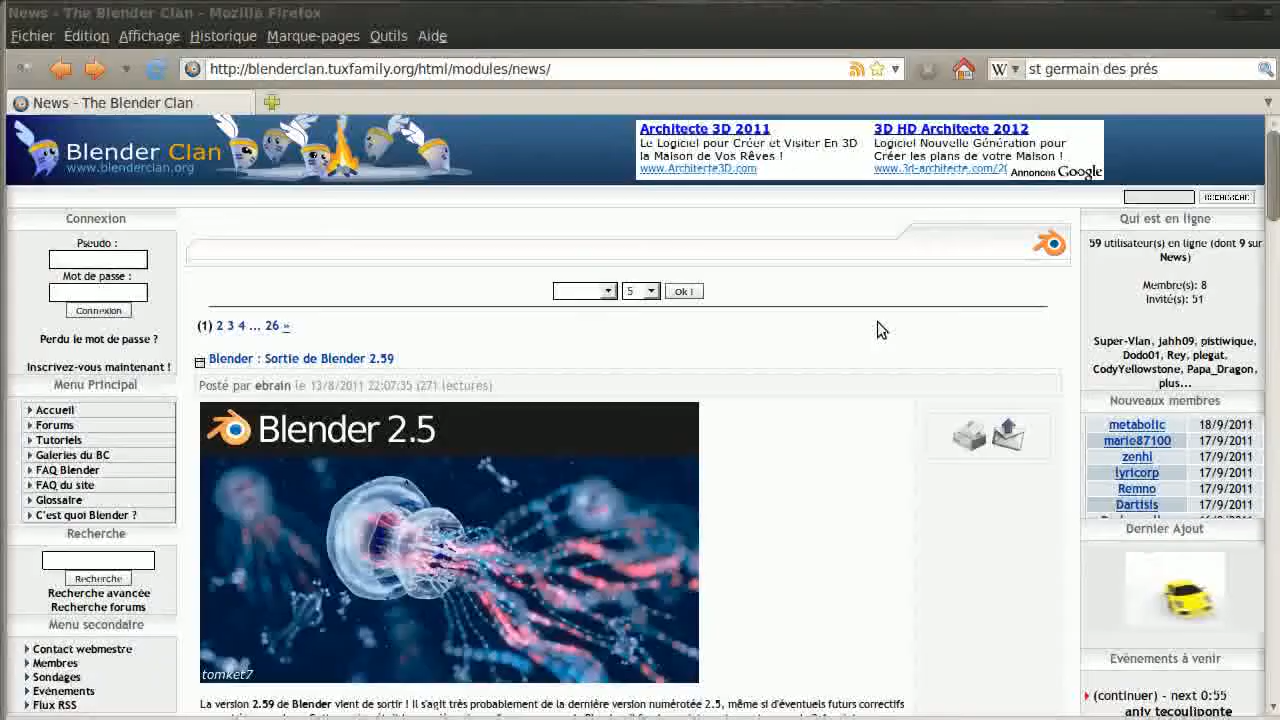 News - The Blender Clan - Mozilla Firefox
Fichier Édition Affichage Historique Marque-pages Outils Aide
http://blenderclan.tuxfamily.org/html/modules/news/
W st germain des prés
News - The Blender Clan
Blender Clan
www.blenderclan.org
Architecte 3D 2011
Le Logiciel pour Créer et Visiter En 3D
la Maison de Vos Rêves !
www.Architecte3D.com
3D HD Architecte 2012
Logiciel Nouvelle Génération pour
Créer les plans de votre Maison !
www.3d-architecte.com/2(
Annonces Google
RECHERCHE
Connexion
Pseudo :
Mot de passe :
Connexion
Perdu le mot de passe ?
Inscrivez-vous maintenant !
Menu Principal
Accueil
Forums
Tutoriels
Galeries du BC
FAQ Blender
FAQ du site
Glossaire
C'est quoi Blender ?
Recherche
Recherche
Recherche avancée
Recherche forums
Menu secondaire
Contact webmestre
Membres
Sondages
Evénements
Flux RSS
5 Ok !
(1) 2 3 4 ... 26 »
Blender : Sortie de Blender 2.59
Posté par ebrain le 13/8/2011 22:07:35 (271 lectures)
Blender 2.5
tomket7
La version 2.59 de Blender vient de sortir ! Il s'agit très probablement de la dernière version numérotée 2.5, même si d'éventuels futurs correctifs
Qui est en ligne
59 utilisateur(s) en ligne (dont 9 sur
News)
Membre(s): 8
Invité(s): 51
Super-Vlan, jahh09, pistiwique,
Dodo01, Rey, plegat,
CodyYellowstone, Papa_Dragon,
plus...
Nouveaux membres
metabolic 18/9/2011
marie87100 17/9/2011
zenhi 17/9/2011
lyricorp 17/9/2011
Remno 17/9/2011
Dartisis 17/9/2011
Dernier Ajout
Evènements à venir
(continuer) - next 0:55
anly tecouliponte